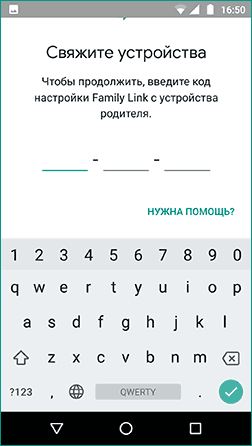 16:50
Свяжите устройства
Чтобы продолжить, введите код
настройки Family Link с устройства
родителя.
- -
НУЖНА ПОМОЩЬ?
1 2 3 4 5 6 7 8 9 0
q w e r t y u i o p
a s d f g h j k l
z x c v b n m
?123 , QWERTY .